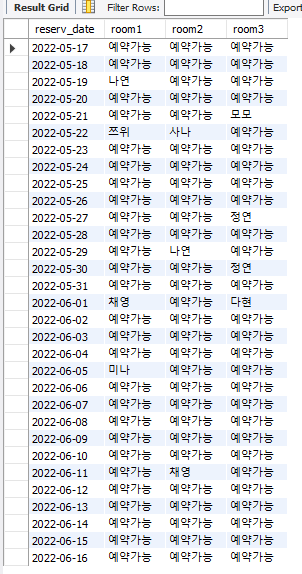 Result Grid Filter Rows: Export
reserv_date room1 room2 room3
2022-05-17 예약가능 예약가능 예약가능
2022-05-18 예약가능 예약가능 예약가능
2022-05-19 나연 예약가능 예약가능
2022-05-20 예약가능 예약가능 예약가능
2022-05-21 예약가능 예약가능 모모
2022-05-22 쯔위 사나 예약가능
2022-05-23 예약가능 예약가능 예약가능
2022-05-24 예약가능 예약가능 예약가능
2022-05-25 예약가능 예약가능 예약가능
2022-05-26 예약가능 예약가능 예약가능
2022-05-27 예약가능 예약가능 정연
2022-05-28 예약가능 예약가능 예약가능
2022-05-29 예약가능 나연 예약가능
2022-05-30 예약가능 예약가능 정연
2022-05-31 예약가능 예약가능 예약가능
2022-06-01 채영 예약가능 다현
2022-06-02 예약가능 예약가능 예약가능
2022-06-03 예약가능 예약가능 예약가능
2022-06-04 예약가능 예약가능 예약가능
2022-06-05 미나 예약가능 예약가능
2022-06-06 예약가능 예약가능 예약가능
2022-06-07 예약가능 예약가능 예약가능
2022-06-08 예약가능 예약가능 예약가능
2022-06-09 예약가능 예약가능 예약가능
2022-06-10 예약가능 예약가능 예약가능
2022-06-11 예약가능 채영 예약가능
2022-06-12 예약가능 예약가능 예약가능
2022-06-13 예약가능 예약가능 예약가능
2022-06-14 예약가능 예약가능 예약가능
2022-06-15 예약가능 예약가능 예약가능
2022-06-16 예약가능 예약가능 예약가능